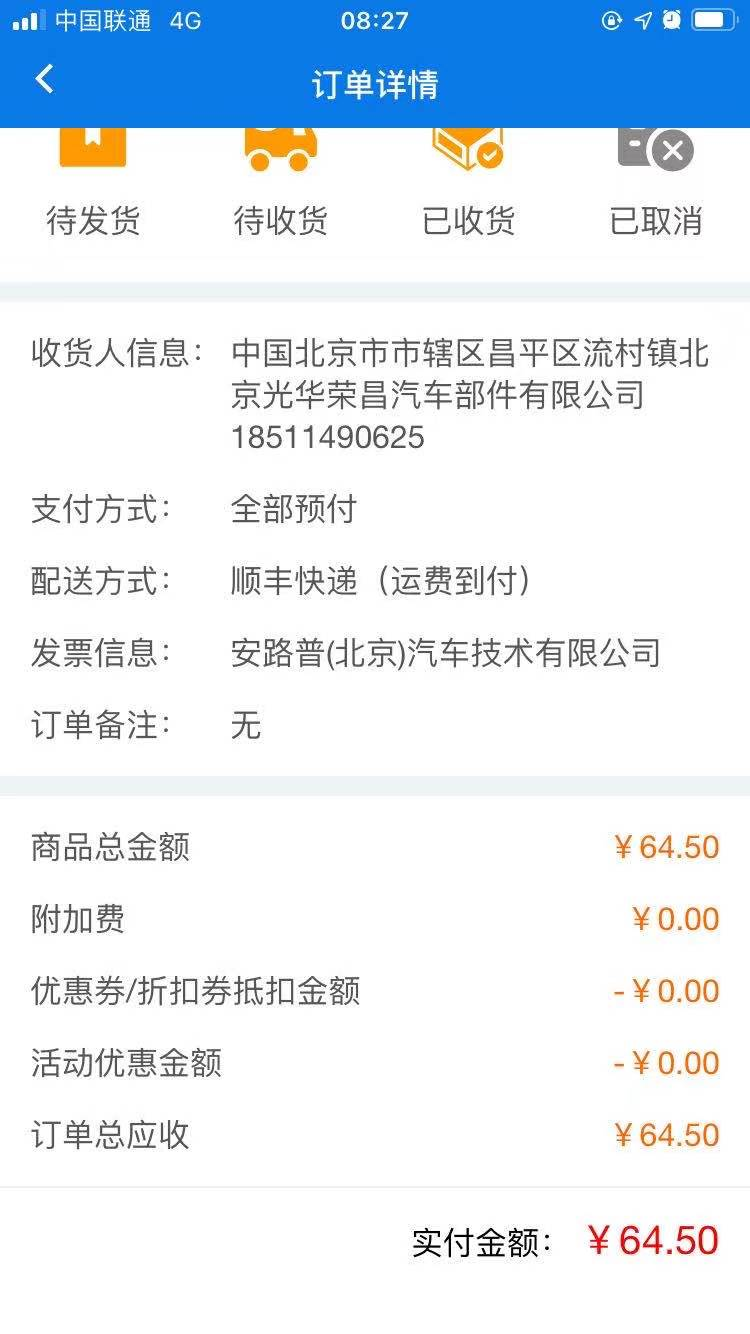 中国联通 4G 08:27
订单详情
待发货 待收货 已收货 已取消
收货人信息： 中国北京市市辖区昌平区流村镇北
京光华荣昌汽车部件有限公司
18511490625
支付方式： 全部预付
配送方式： 顺丰快递（运费到付）
发票信息： 安路普(北京)汽车技术有限公司
订单备注： 无
商品总金额 ￥64.50
附加费 ￥0.00
优惠券/折扣券抵扣金额 -￥0.00
活动优惠金额 -￥0.00
订单总应收 ￥64.50
实付金额： ￥64.50